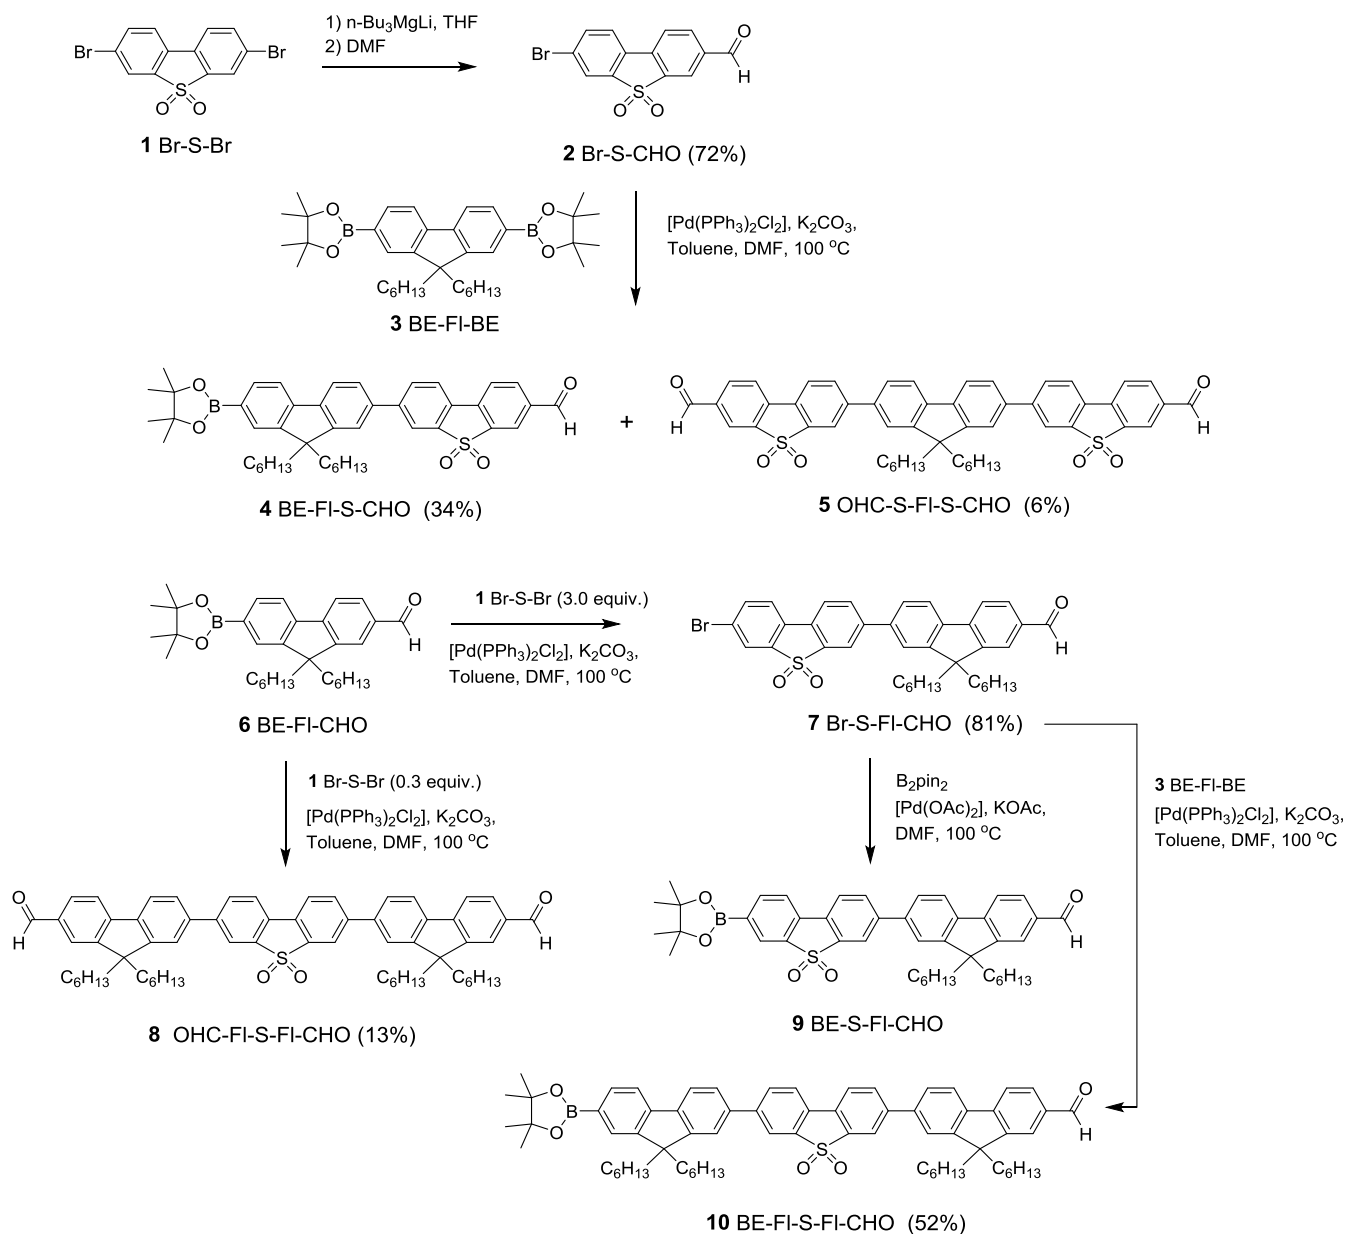 1) n-Bu3MgLi, THF
2) DMF
Br
Br
S
O O
1 Br-S-Br
Br
O
H
S
O O
2 Br-S-CHO (72%)
[Pd(PPh3)2Cl2], K2CO3,
Toluene, DMF, 100 oC
O
B
O
O
B
O
C6H13 C6H13
3 BE-Fl-BE
O
B
O
C6H13 C6H13
S
O O
O
H
4 BE-Fl-S-CHO (34%)
+
O
H
S
O O
C6H13 C6H13
S
O O
O
H
5 OHC-S-Fl-S-CHO (6%)
O
B
O
C6H13 C6H13
O
H
6 BE-Fl-CHO
1 Br-S-Br (3.0 equiv.)
[Pd(PPh3)2Cl2], K2CO3,
Toluene, DMF, 100 oC
Br
S
O O
C6H13 C6H13
O
H
7 Br-S-Fl-CHO (81%)
1 Br-S-Br (0.3 equiv.)
[Pd(PPh3)2Cl2], K2CO3,
Toluene, DMF, 100 oC
B2pin2
[Pd(OAc)2], KOAc,
DMF, 100 oC
3 BE-Fl-BE
[Pd(PPh3)2Cl2], K2CO3,
Toluene, DMF, 100 oC
O
H
C6H13 C6H13
S
O O
C6H13 C6H13
O
H
8 OHC-Fl-S-Fl-CHO (13%)
O
B
O
S
O O
C6H13 C6H13
O
H
9 BE-S-Fl-CHO
O
B
O
C6H13 C6H13
S
O O
C6H13 C6H13
O
H
10 BE-Fl-S-Fl-CHO (52%)